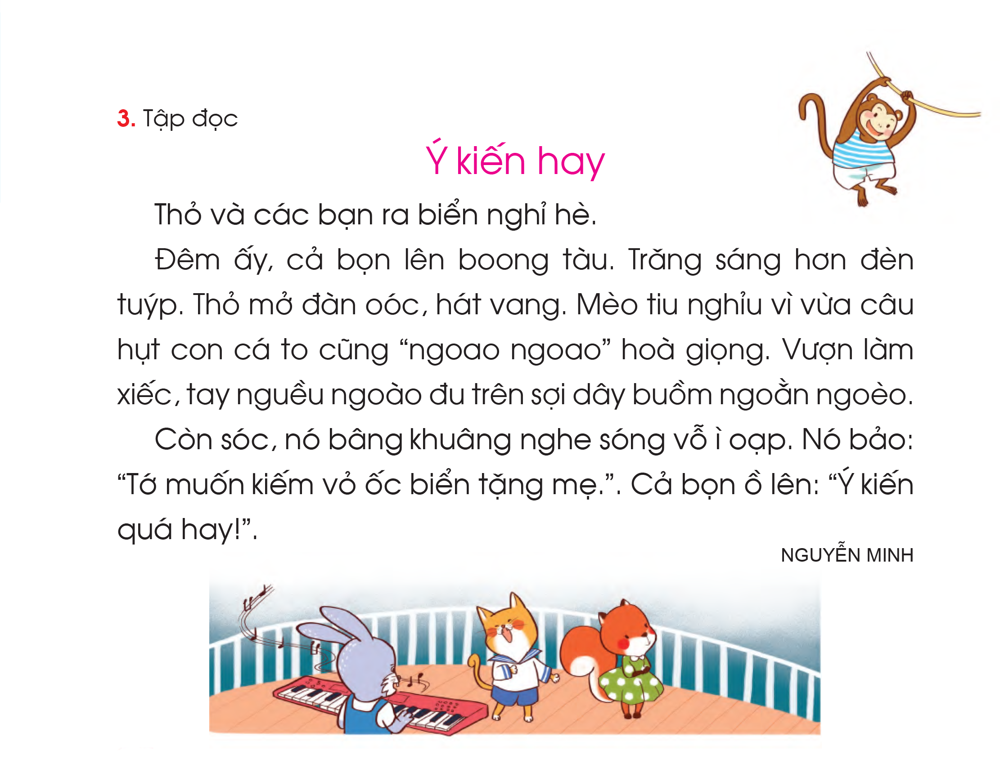 3. Tập đọc
Ý kiến hay
Thỏ và các bạn ra biển nghỉ hè.
Đêm ấy, cả bọn lên boong tàu. Trăng sáng hơn đèn
tuýp. Thỏ mở đàn oóc, hát vang. Mèo tiu nghỉu vì vừa câu
hụt con cá to cũng “ngoao ngoao” hoà giọng. Vượn làm
xiếc, tay nguều ngoào đu trên sợi dây buồm ngoằn ngoèo.
Còn sóc, nó bâng khuâng nghe sóng vỗ ì oạp. Nó bảo:
“Tớ muốn kiếm vỏ ốc biển tặng mẹ.”. Cả bọn ồ lên: “Ý kiến
quá hay!”.
NGUYỄN MINH